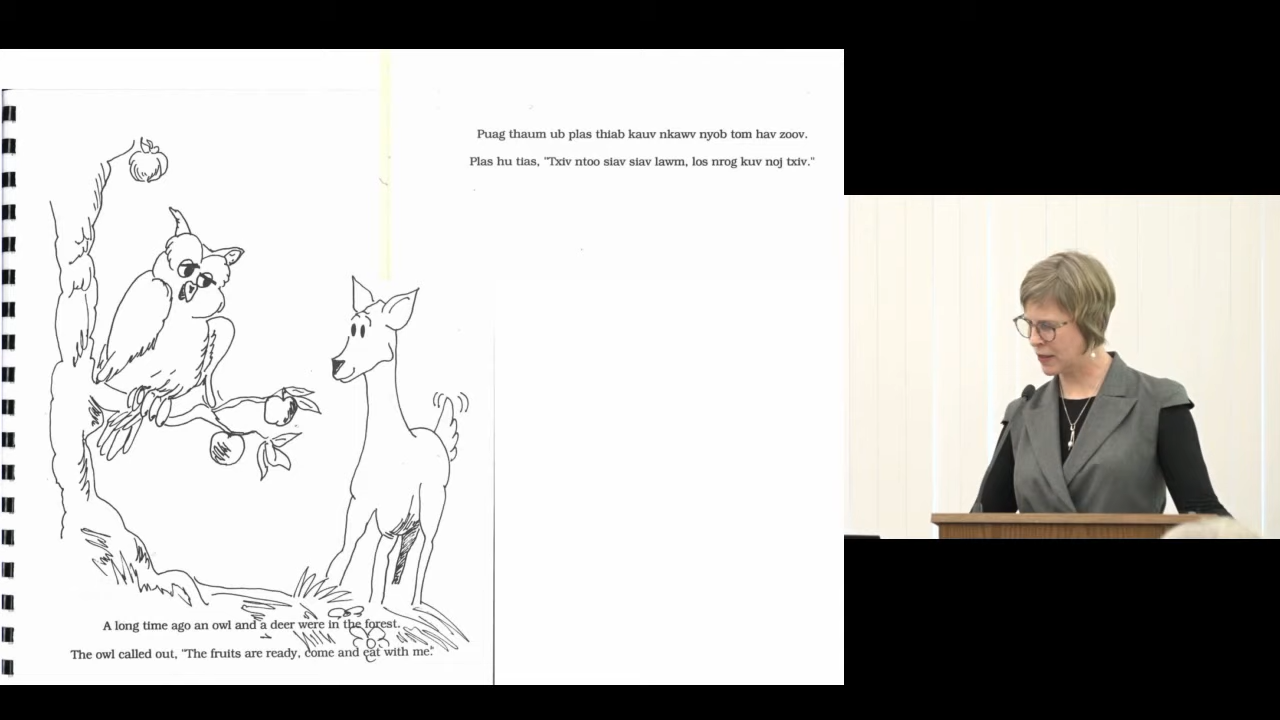 A long time ago an owl and a deer were in the forest.
The owl called out, "The fruits are ready, come and eat with me."
Puag thaum ub plas thiab kauv nkawv nyob tom hav zoov.
Plas hu tias, "Txiv ntoo siav siav lawm, los nrog kuv noj txiv."